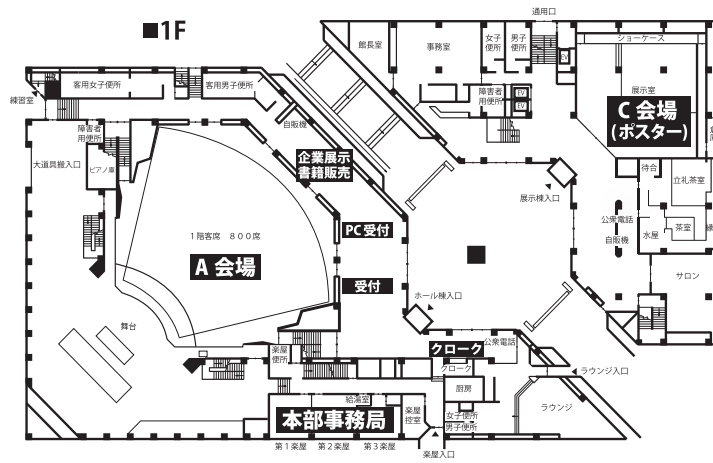 ■1F
通用口
館長室
事務室
女子
便所
男子
便所
EV
ショーケース
展示室
客用女子便所
客用男子便所
練習室
障害者
用便所
EV
EV
C 会場
(ポスター)
自販機
障害者
用便所
大道具搬入口
ピアノ庫
企業展示
書籍販売
待合
立礼茶室
展示棟入口
公衆電話
自販機
水屋
茶室
PC 受付
1階客席 800席
A 会場
受付
サロン
ホール棟入口
舞台
公衆電話
クローク
楽屋
便所
クローク
ラウンジ入口
厨房
給湯室
本部事務局
楽屋
控室
女子便所
男子便所
ラウンジ
第1楽屋
第2楽屋
第3楽屋
楽屋入口